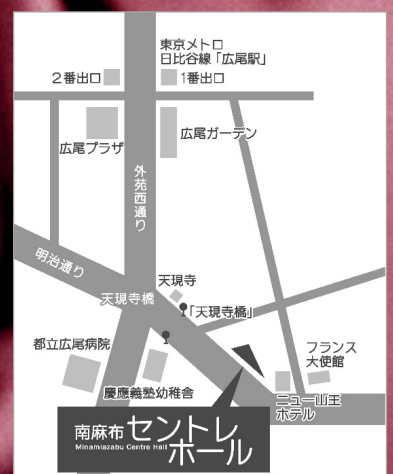 東京メトロ
日比谷線「広尾駅」
2番出口
1番出口
広尾プラザ
広尾ガーデン
外苑西通り
明治通り
天現寺
天現寺橋
「天現寺橋」
都立広尾病院
慶應義塾幼稚舎
フランス
大使館
ニュー山王
ホテル
南麻布セントレ
Minamiazabu Centre Hall
ホール